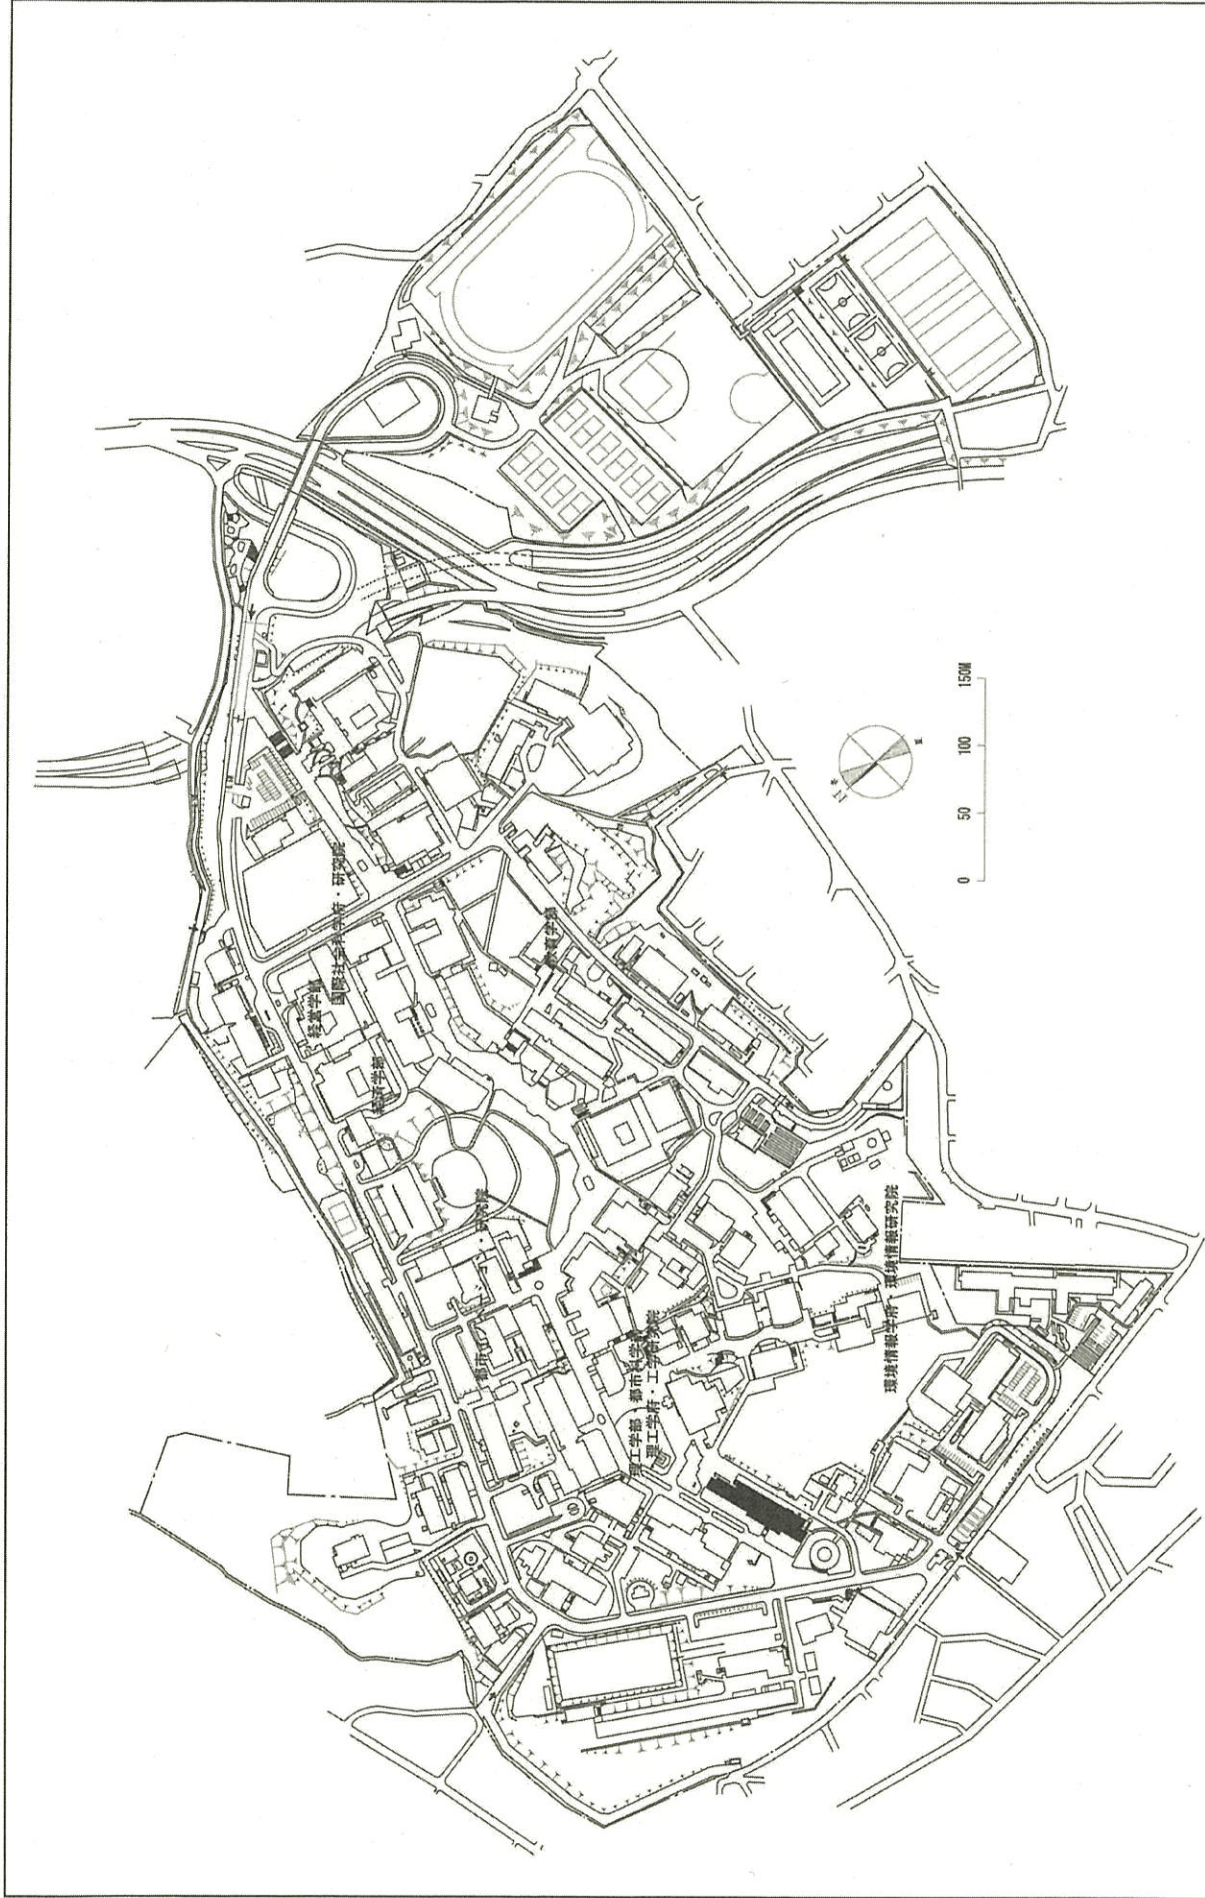 経営学部
国際社会科学府・研究院
経済学部
教育学部
都市
・研究院
理工学部 都市科学部
理工学府・工学研究院
環境情報学府・環境情報研究院
N
0 50 100 150M